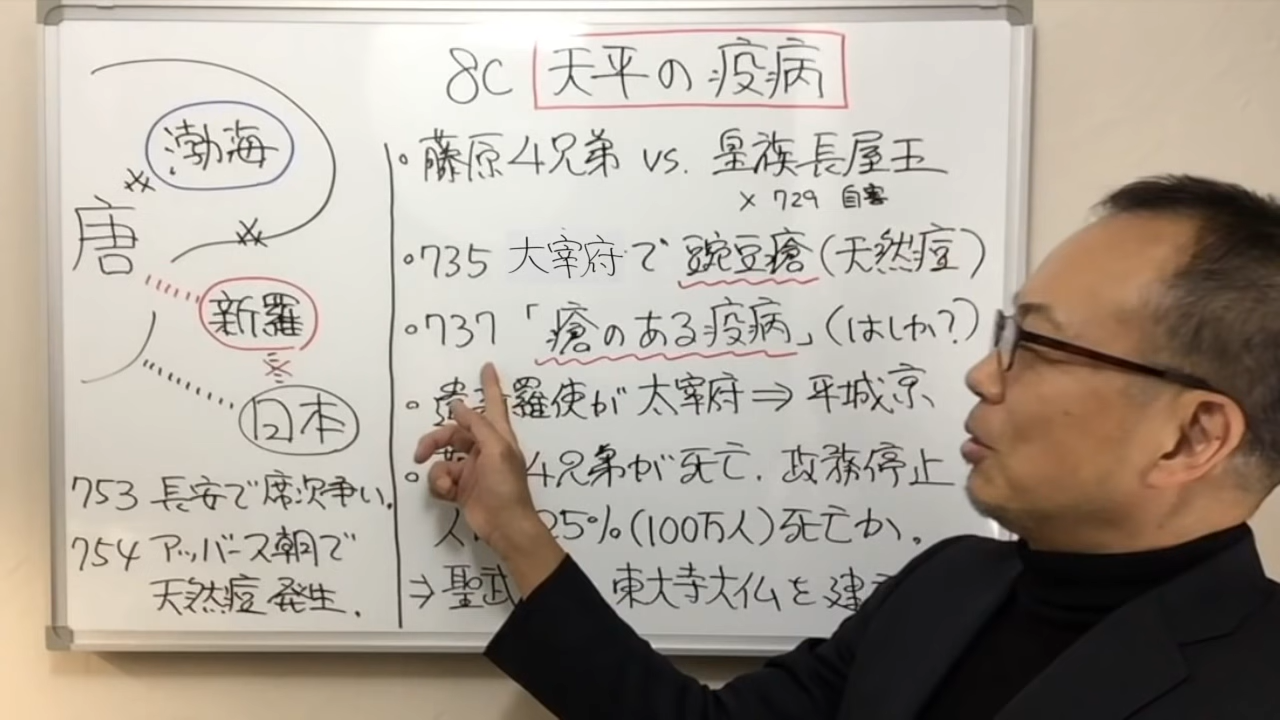 8C 天平の疫病
渤海
唐
新羅
日本
753 長安で席次争い.
754 アッバース朝で
天然痘発生.
藤原4兄弟 vs. 皇族長屋王
× 729 自害
735 大宰府で豌豆瘡(天然痘)
737「瘡のある疫病」(はしか?)
羅使が太宰府⇒平城京
4兄弟が死亡.政務停止
人 25%(100万人)死亡か。
⇒聖武 東大寺大仏を建